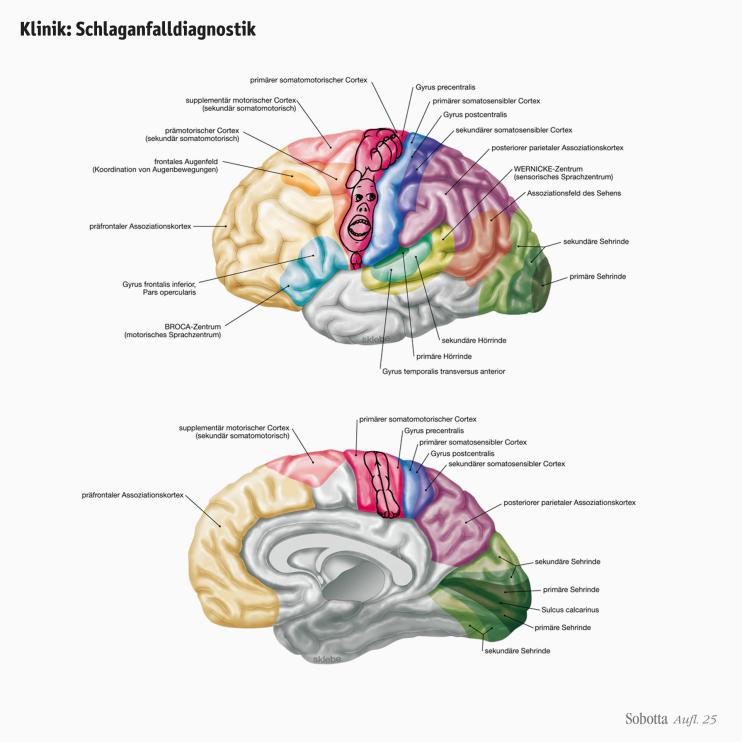 Klinik: Schlaganfalldiagnostik
primärer somatomotorischer Cortex
Gyrus precentralis
supplementär motorischer Cortex
(sekundär somatomotorisch)
primärer somatosensibler Cortex
Gyrus postcentralis
prämotorischer Cortex
(sekundär somatomotorisch)
sekundärer somatosensibler Cortex
posteriorer parietaler Assoziationskortex
frontales Augenfeld
(Koordination von Augenbewegungen)
WERNICKE-Zentrum
(sensorisches Sprachzentrum)
Assoziationsfeld des Sehens
präfrontaler Assoziationskortex
sekundäre Sehrinde
primäre Sehrinde
Gyrus frontalis inferior,
Pars opercularis
BROCA-Zentrum
(motorisches Sprachzentrum)
sklebe
sekundäre Hörrinde
primäre Hörrinde
Gyrus temporalis transversus anterior
primärer somatomotorischer Cortex
supplementär motorischer Cortex
(sekundär somatomotorisch)
Gyrus precentralis
primärer somatosensibler Cortex
Gyrus postcentralis
sekundärer somatosensibler Cortex
präfrontaler Assoziationskortex
posteriorer parietaler Assoziationskortex
sekundäre Sehrinde
primäre Sehrinde
Sulcus calcarinus
primäre Sehrinde
sekundäre Sehrinde
sklebe
Sobotta Aufl. 25